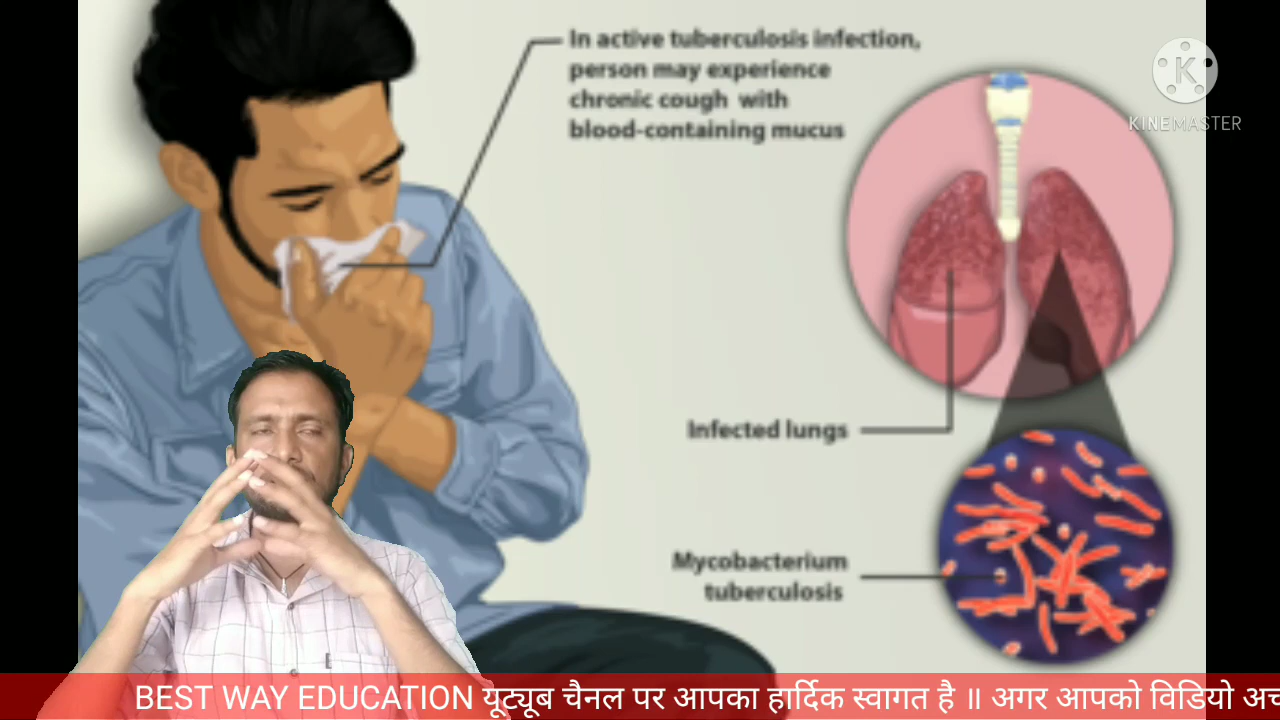 In active tuberculosis infection,
person may experience
chronic cough with
blood-containing mucus
K
KINEMASTER
Infected lungs
Mycobacterium
tuberculosis
BEST WAY EDUCATION यूट्यूब चैनल पर आपका हार्दिक स्वागत है ॥ अगर आपको विडियो अच